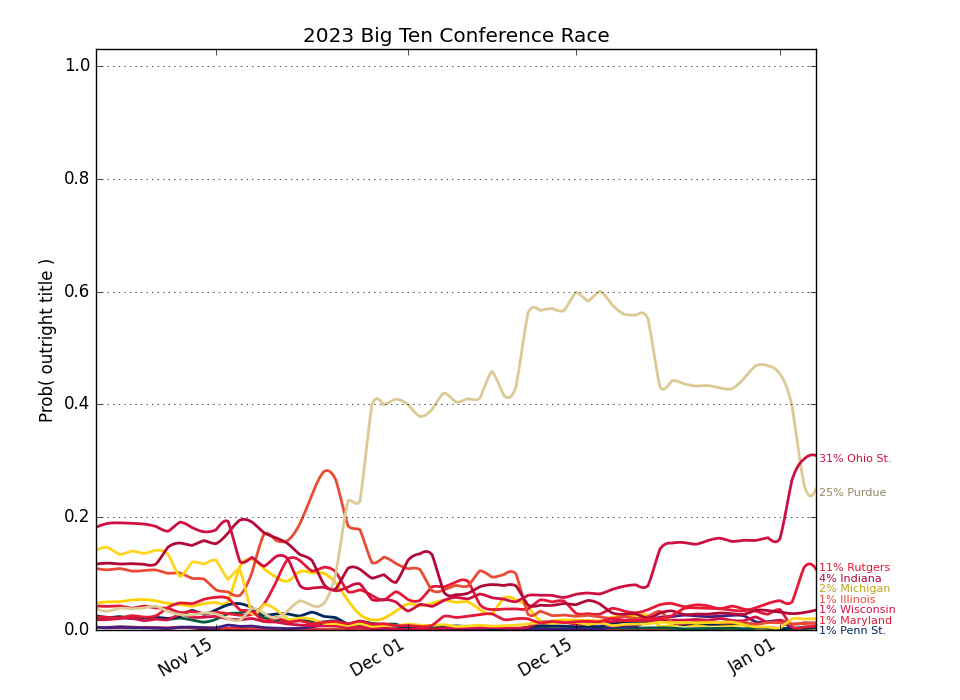 2023 Big Ten Conference Race
1.0
0.8
0.6
0.4
0.2
0.0
Prob( outright title )
Nov 15
Dec 01
Dec 15
Jan 01
31% Ohio St.
25% Purdue
11% Rutgers
4% Indiana
2% Michigan
1% Illinois
1% Wisconsin
1% Maryland
1% Penn St.